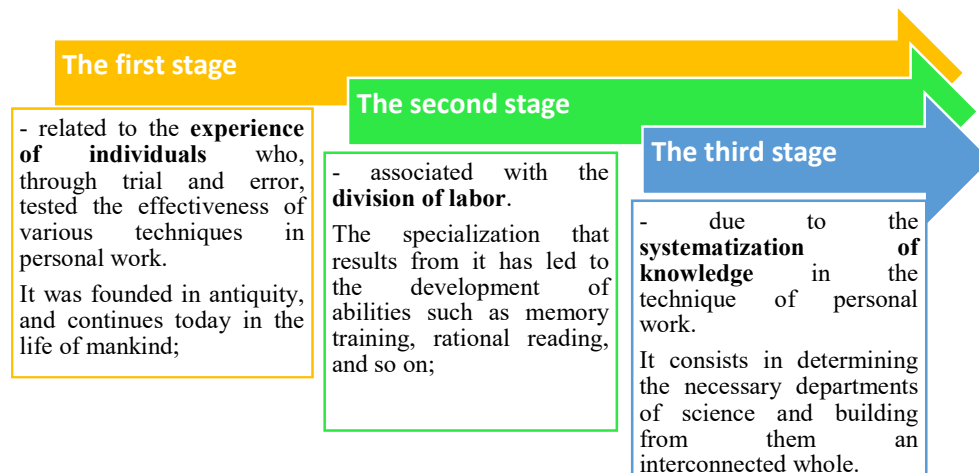 The first stage
- related to the experience
of individuals who,
through trial and error,
tested the effectiveness of
various techniques in
personal work.
It was founded in antiquity,
and continues today in the
life of mankind;
The second stage
- associated with the
division of labor.
The specialization that
results from it has led to
the development of
abilities such as memory
training, rational reading,
and so on;
The third stage
- due to the
systematization of
knowledge in the
technique of personal
work.
It consists in determining
the necessary departments
of science and building
from them an
interconnected whole.